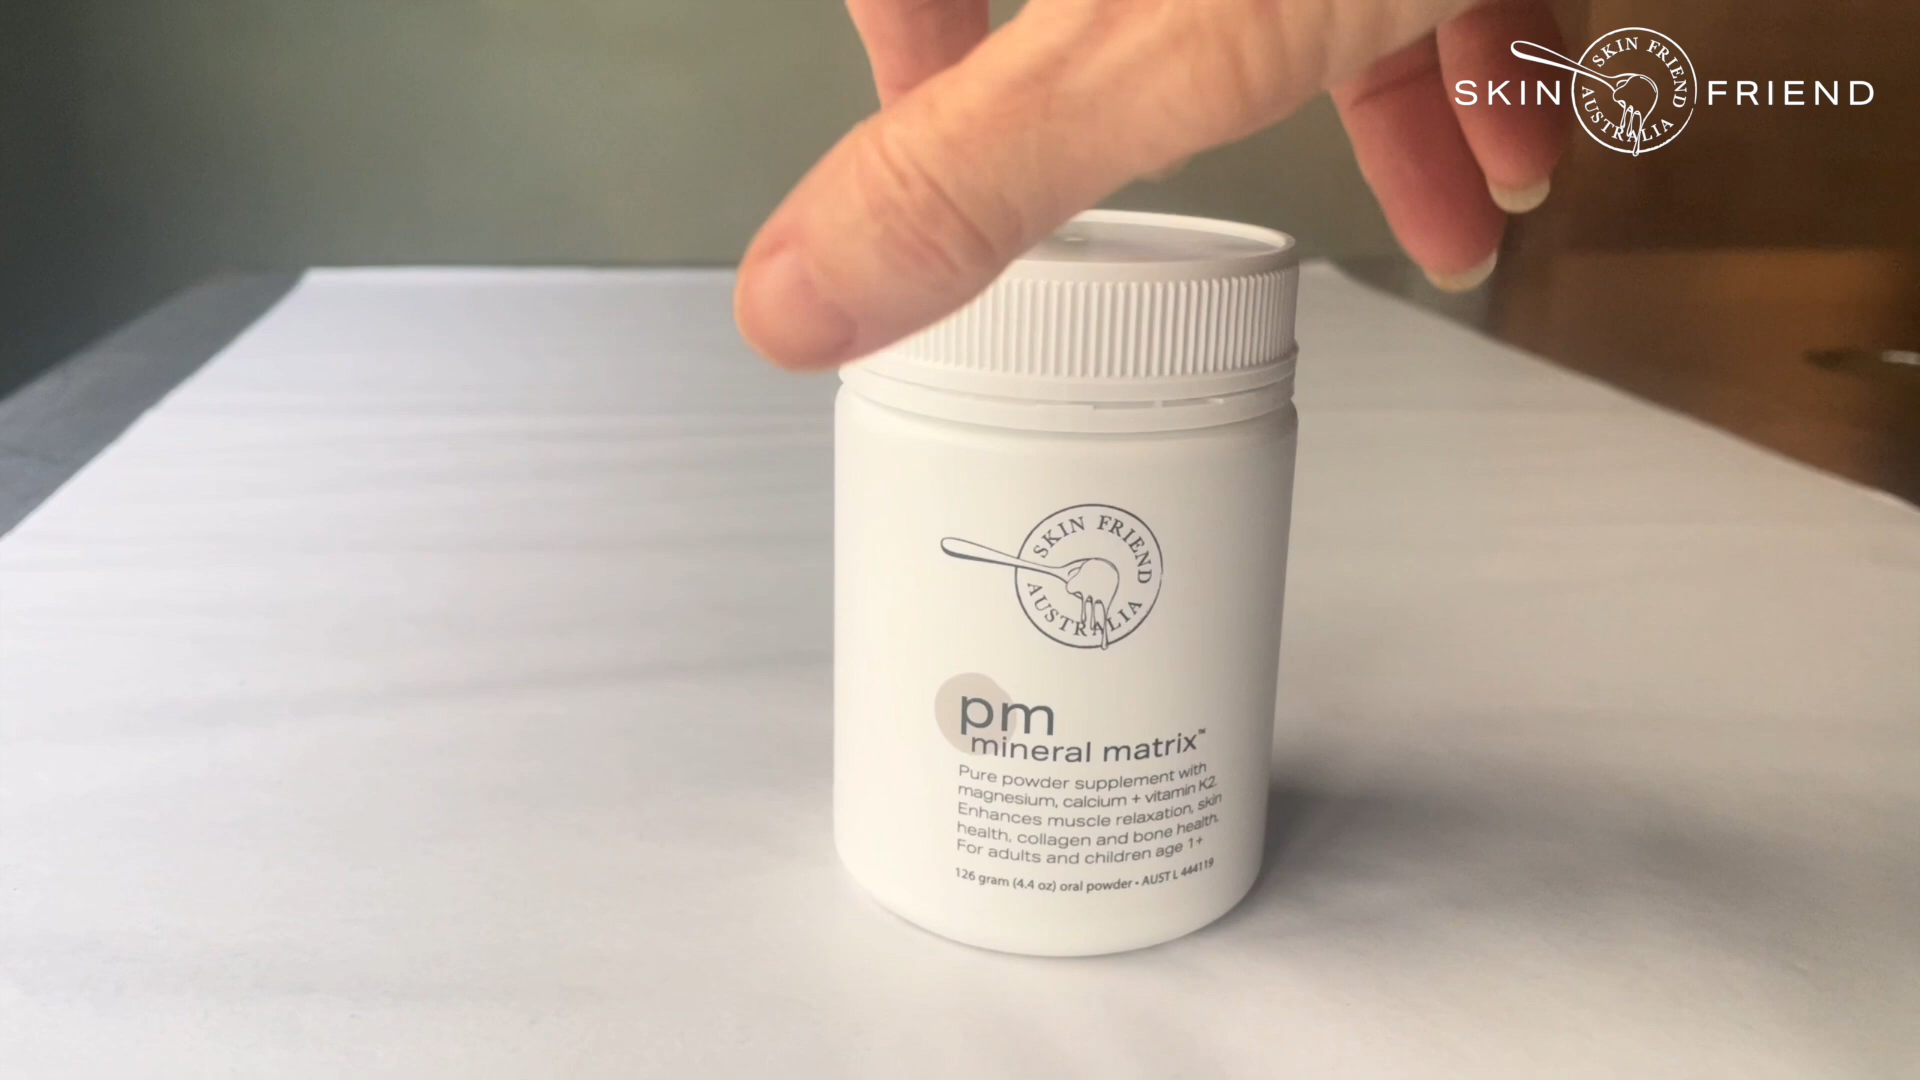 SKIN FRIEND
SKIN FRIEND
AUSTRALIA
SKIN FRIEND
AUSTRALIA
pm
mineral matrix™
Pure powder supplement with
magnesium, calcium + vitamin K2.
Enhances muscle relaxation, skin
health, collagen and bone health.
For adults and children age 1+
126 gram (4.4 oz) oral powder • AUST L 444119